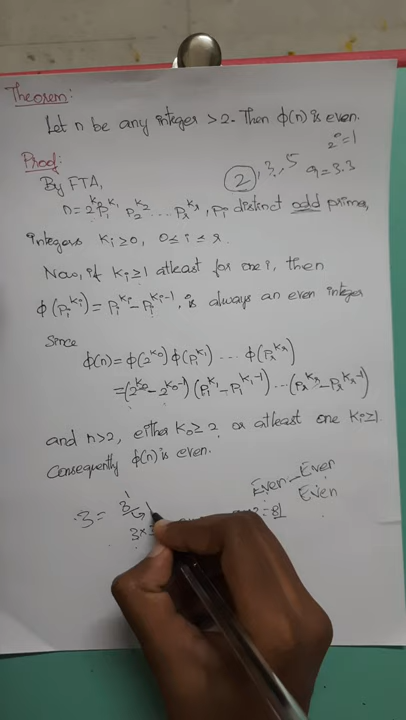 Theorem:
Let n be any integer > 2. Then ϕ(n) is even.
2⁰ = 1
Proof:
2, 3, 5
9 = 3.3
By FTA,
n = 2^k₀ p₁^k₁ p₂^k₂ .... pᵣ^kᵣ, pᵢ distinct odd primes,
integers kᵢ ≥ 0, 0 ≤ i ≤ r.
Now, if kᵢ ≥ 1 atleast for one i, then
ϕ(pᵢ^kᵢ) = pᵢ^kᵢ - pᵢ^(kᵢ-1), is always an even integer
Since
ϕ(n) = ϕ(2^k₀) ϕ(p₁^k₁) .... ϕ(pᵣ^kᵣ)
= (2^k₀ - 2^(k₀-1)) (p₁^k₁ - p₁^(k₁-1)) .... (pᵣ^kᵣ - pᵣ^(kᵣ-1))
and n > 2, either k₀ ≥ 2 or atleast one kᵢ ≥ 1
Consequently ϕ(n) is even.
Even - Even
Even
3 = 3¹
= 81
3×